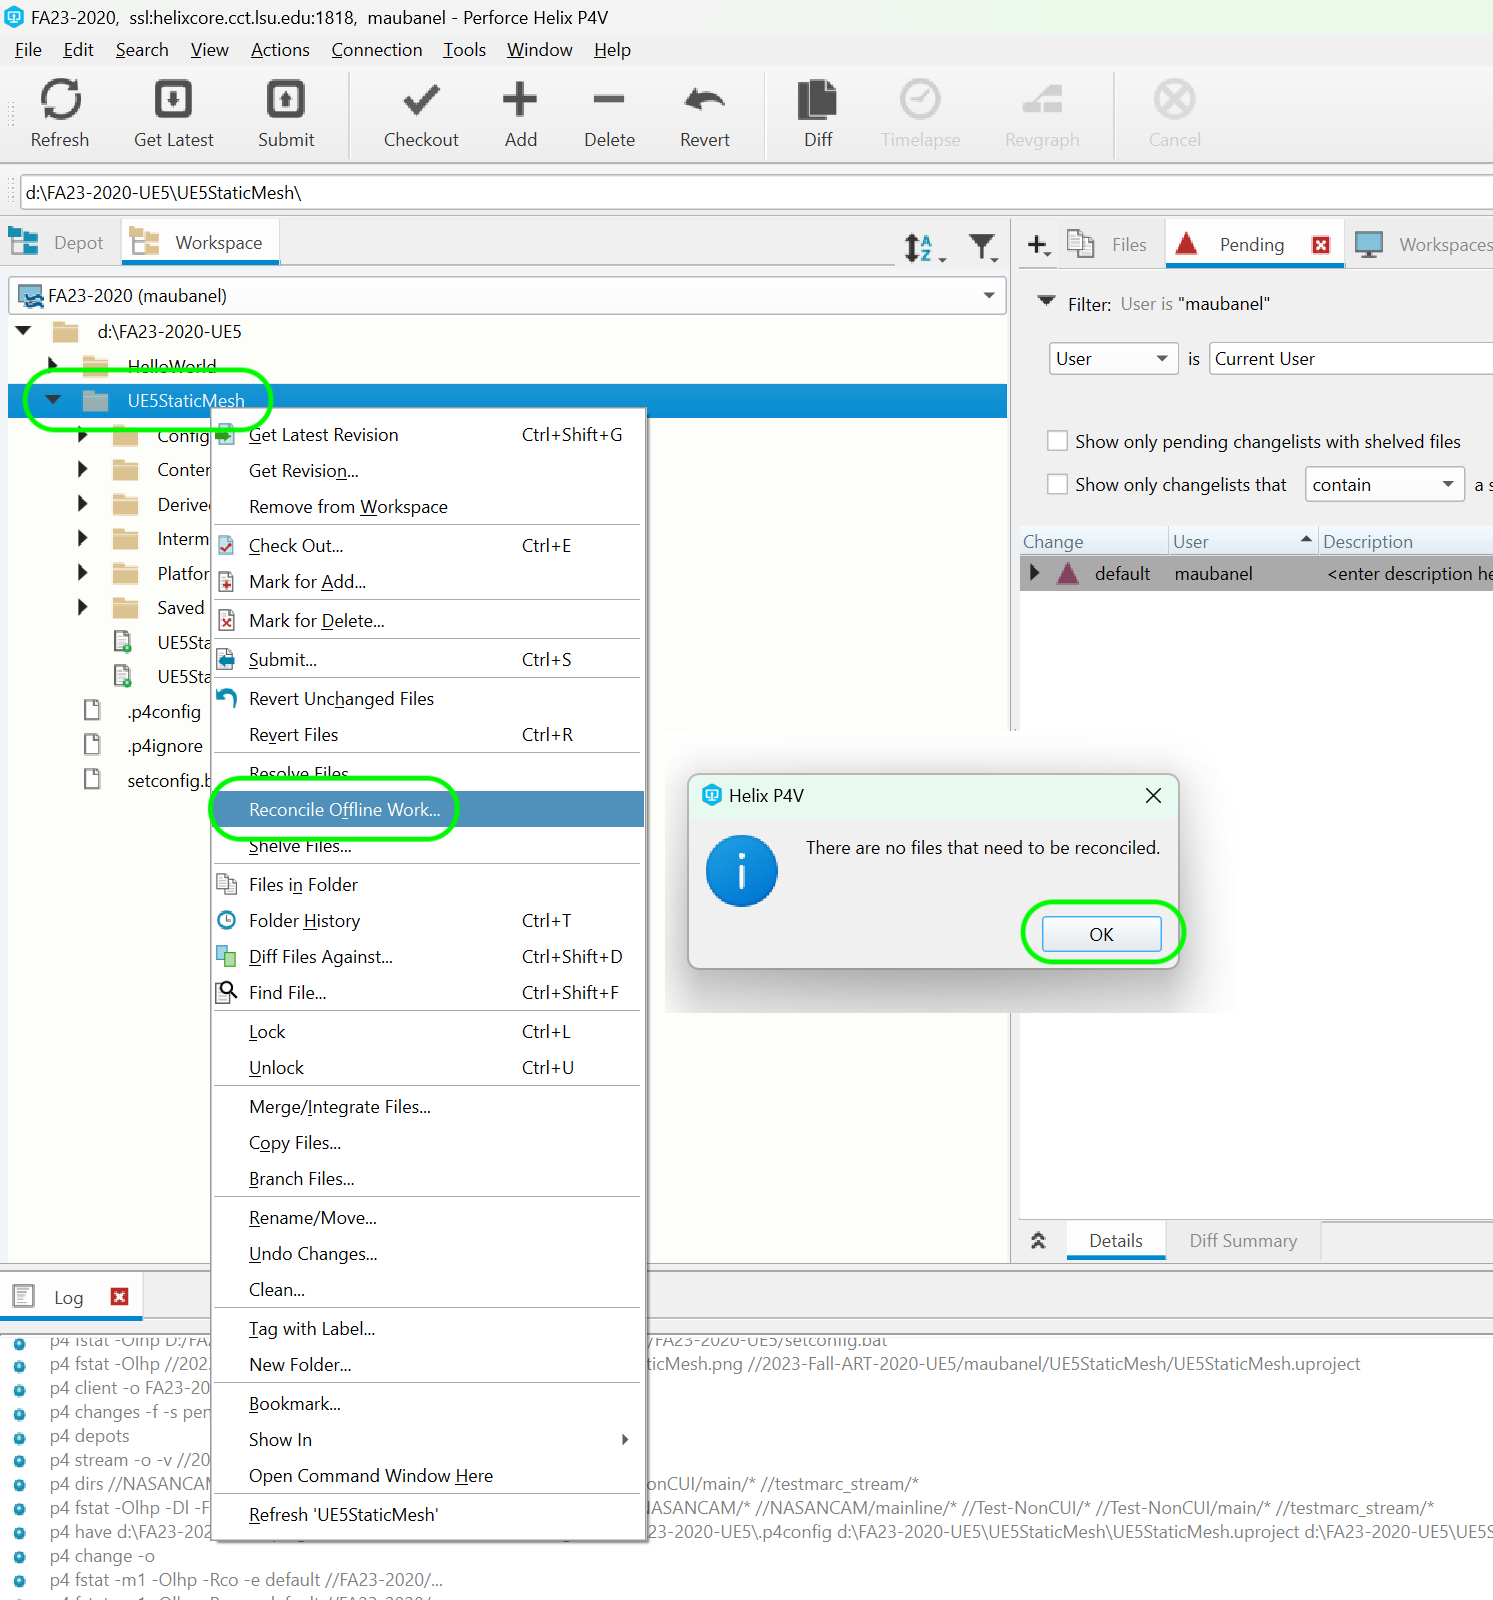 FA23-2020,  ssl:helixcore.cct.lsu.edu:1818,  maubanel - Perforce Helix P4V
File Edit Search View Actions Connection Tools Window Help
Refresh Get Latest Submit Checkout Add Delete Revert Diff Timelapse Revgraph Cancel
d:\FA23-2020-UE5\UE5StaticMesh\
Depot Workspace
FA23-2020 (maubanel)
d:\FA23-2020-UE5
HelloWorld
UE5StaticMesh
Config
Conter
Derive
Interm
Platfor
Saved
UE5Sta
UE5Sta
.p4config
.p4ignore
setconfig.b
Get Latest Revision Ctrl+Shift+G
Get Revision...
Remove from Workspace
Check Out... Ctrl+E
Mark for Add...
Mark for Delete...
Submit... Ctrl+S
Revert Unchanged Files
Revert Files Ctrl+R
Resolve Files
Reconcile Offline Work...
Shelve Files...
Files in Folder
Folder History Ctrl+T
Diff Files Against... Ctrl+Shift+D
Find File... Ctrl+Shift+F
Lock Ctrl+L
Unlock Ctrl+U
Merge/Integrate Files...
Copy Files...
Branch Files...
Rename/Move...
Undo Changes...
Clean...
Tag with Label...
New Folder...
Bookmark...
Show In
Open Command Window Here
Refresh 'UE5StaticMesh'
Files Pending Workspaces
Filter: User is "maubanel"
User is Current User
Show only pending changelists with shelved files
Show only changelists that contain a s
Change User Description
default maubanel <enter description he
Helix P4V
There are no files that need to be reconciled.
OK
Details Diff Summary
Log
p4 fstat -Olhp D:/FA /FA23-2020-UE5/setconfig.bat
p4 fstat -Olhp //202 ticMesh.png //2023-Fall-ART-2020-UE5/maubanel/UE5StaticMesh/UE5StaticMesh.uproject
p4 client -o FA23-20
p4 changes -f -s pen
p4 depots
p4 stream -o -v //20
p4 dirs //NASANCAM onCUI/main/* //testmarc_stream/*
p4 fstat -Olhp -Dl -F NASANCAM/* //NASANCAM/mainline/* //Test-NonCUI/* //Test-NonCUI/main/* //testmarc_stream/*
p4 have d:\FA23-202 23-2020-UE5\.p4config d:\FA23-2020-UE5\UE5StaticMesh\UE5StaticMesh.uproject d:\FA23-2020-UE5\UE5S
p4 change -o
p4 fstat -m1 -Olhp -Rco -e default //FA23-2020/...